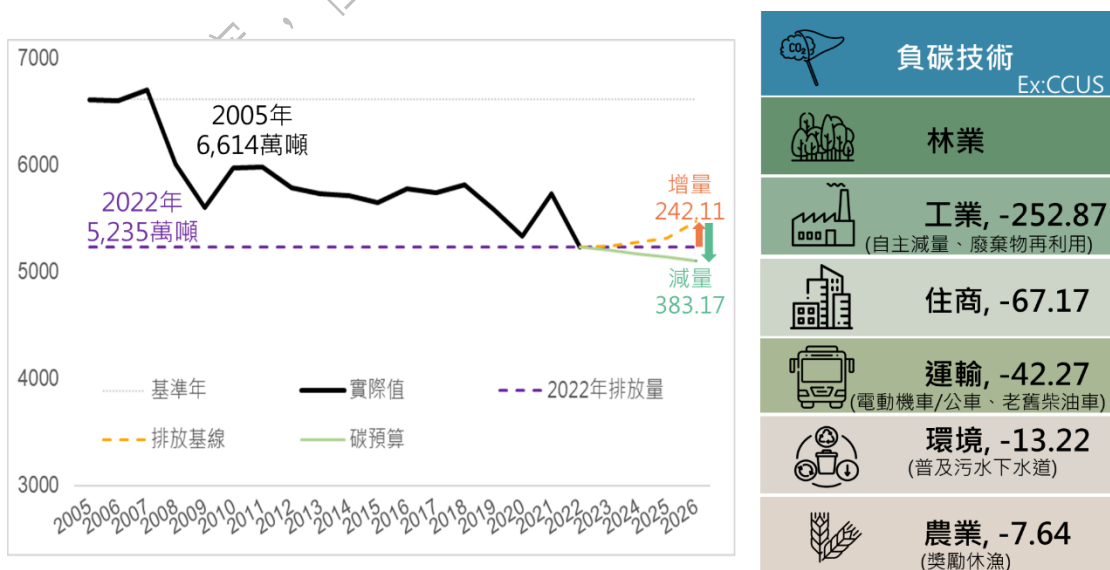 7000
6000
5000
4000
3000
2005年
6,614萬噸
2022年
5,235萬噸
增量
242.11
減量
383.17
基準年
實際值
2022年排放量
排放基線
碳預算
2005 2006 2007 2008 2009 2010 2011 2012 2013 2014 2015 2016 2017 2018 2019 2020 2021 2022 2023 2024 2025 2026
CO2
負碳技術
Ex:CCUS
林業
工業, -252.87
(自主減量、廢棄物再利用)
住商, -67.17
運輸, -42.27
(電動機車/公車、老舊柴油車)
環境, -13.22
(普及污水下水道)
農業, -7.64
(獎勵休漁)